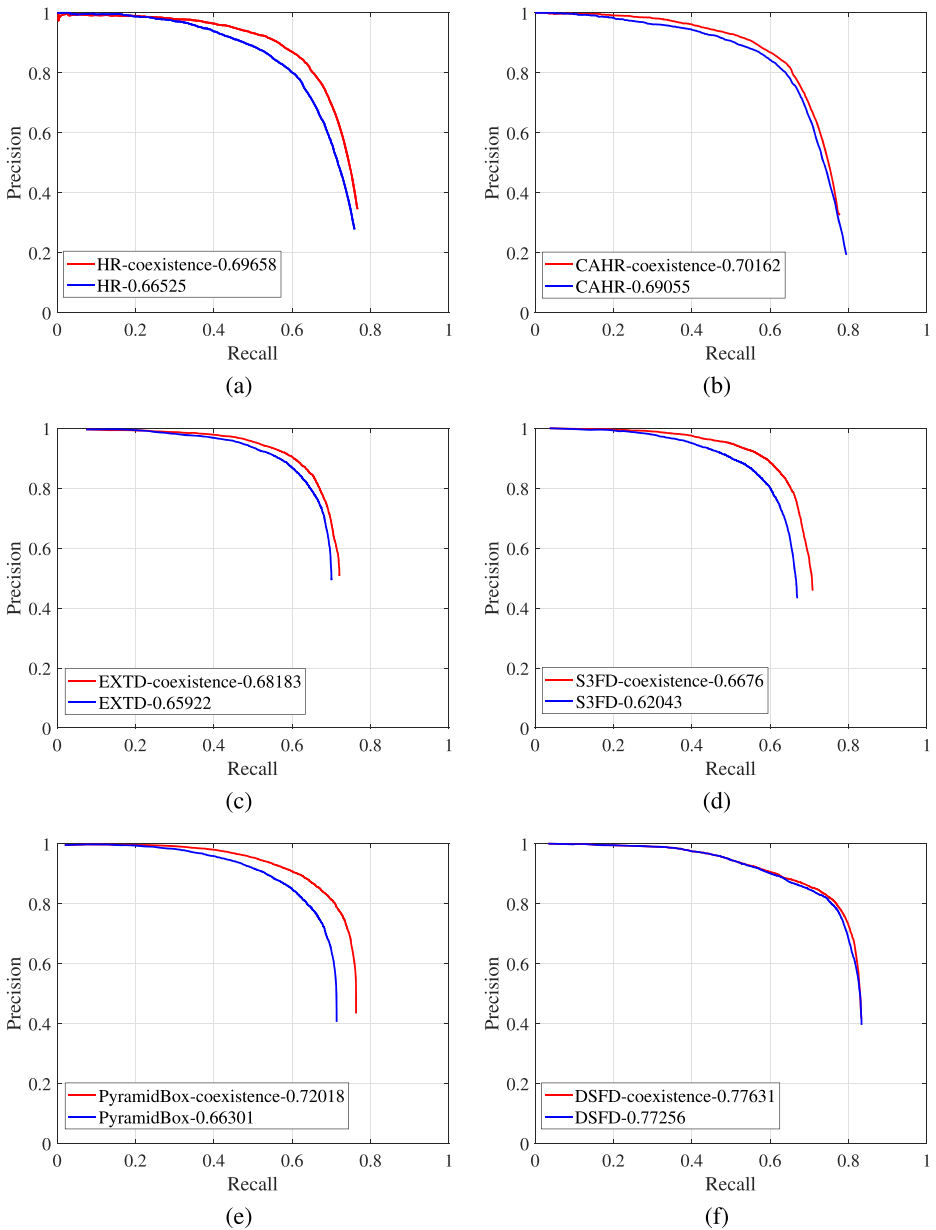 1
0.8
0.6
0.4
0.2
0
Precision
HR-coexistence-0.69658
HR-0.66525
0 0.2 0.4 0.6 0.8 1
Recall
(a)
1
0.8
0.6
0.4
0.2
0
Precision
CAHR-coexistence-0.70162
CAHR-0.69055
0 0.2 0.4 0.6 0.8 1
Recall
(b)
1
0.8
0.6
0.4
0.2
0
Precision
EXTD-coexistence-0.68183
EXTD-0.65922
0 0.2 0.4 0.6 0.8 1
Recall
(c)
1
0.8
0.6
0.4
0.2
0
Precision
S3FD-coexistence-0.6676
S3FD-0.62043
0 0.2 0.4 0.6 0.8 1
Recall
(d)
1
0.8
0.6
0.4
0.2
0
Precision
PyramidBox-coexistence-0.72018
PyramidBox-0.66301
0 0.2 0.4 0.6 0.8 1
Recall
(e)
1
0.8
0.6
0.4
0.2
0
Precision
DSFD-coexistence-0.77631
DSFD-0.77256
0 0.2 0.4 0.6 0.8 1
Recall
(f)